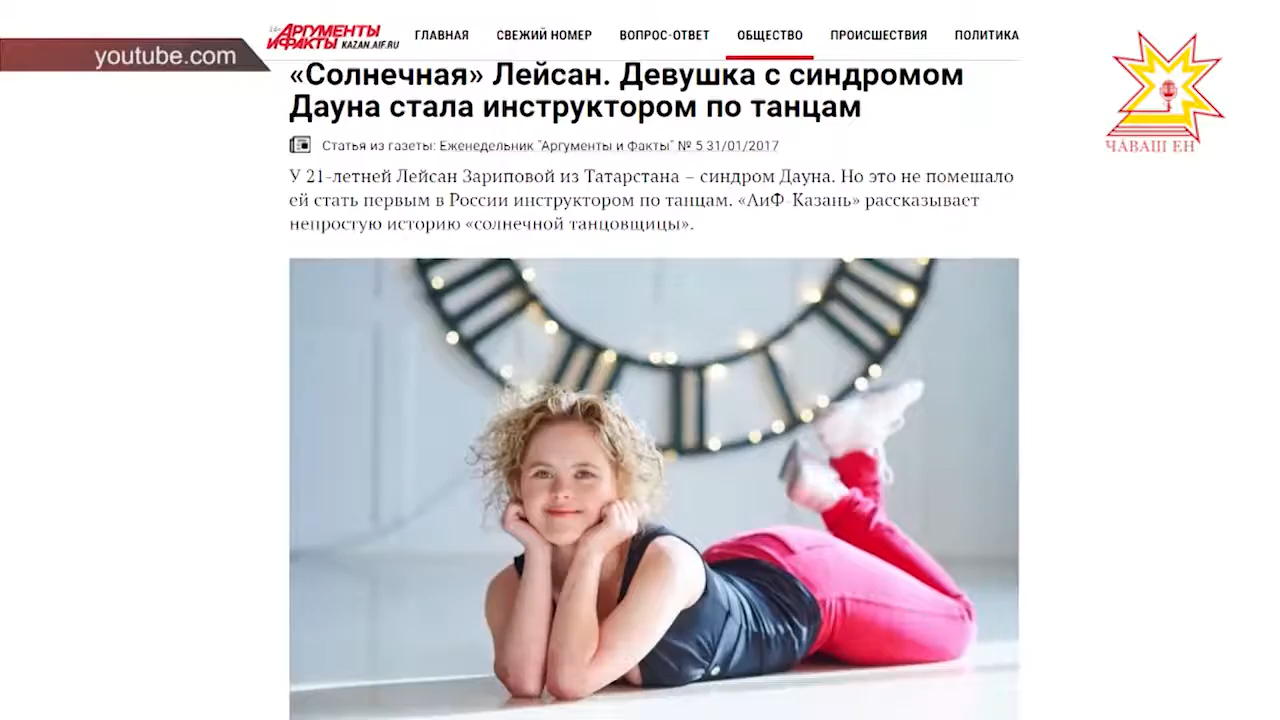 youtube.com
АРГУМЕНТЫ
И ФАКТЫ KAZAN.AIF.RU
ГЛАВНАЯ СВЕЖИЙ НОМЕР ВОПРОС-ОТВЕТ ОБЩЕСТВО ПРОИСШЕСТВИЯ ПОЛИТИКА
«Солнечная» Лейсан. Девушка с синдромом
Дауна стала инструктором по танцам
Статья из газеты: Еженедельник "Аргументы и Факты" № 5 31/01/2017
У 21-летней Лейсан Зариповой из Татарстана – синдром Дауна. Но это не помешало
ей стать первым в России инструктором по танцам. «АиФ-Казань» рассказывает
непростую историю «солнечной танцовщицы».
ЧӐВАШ ЕН